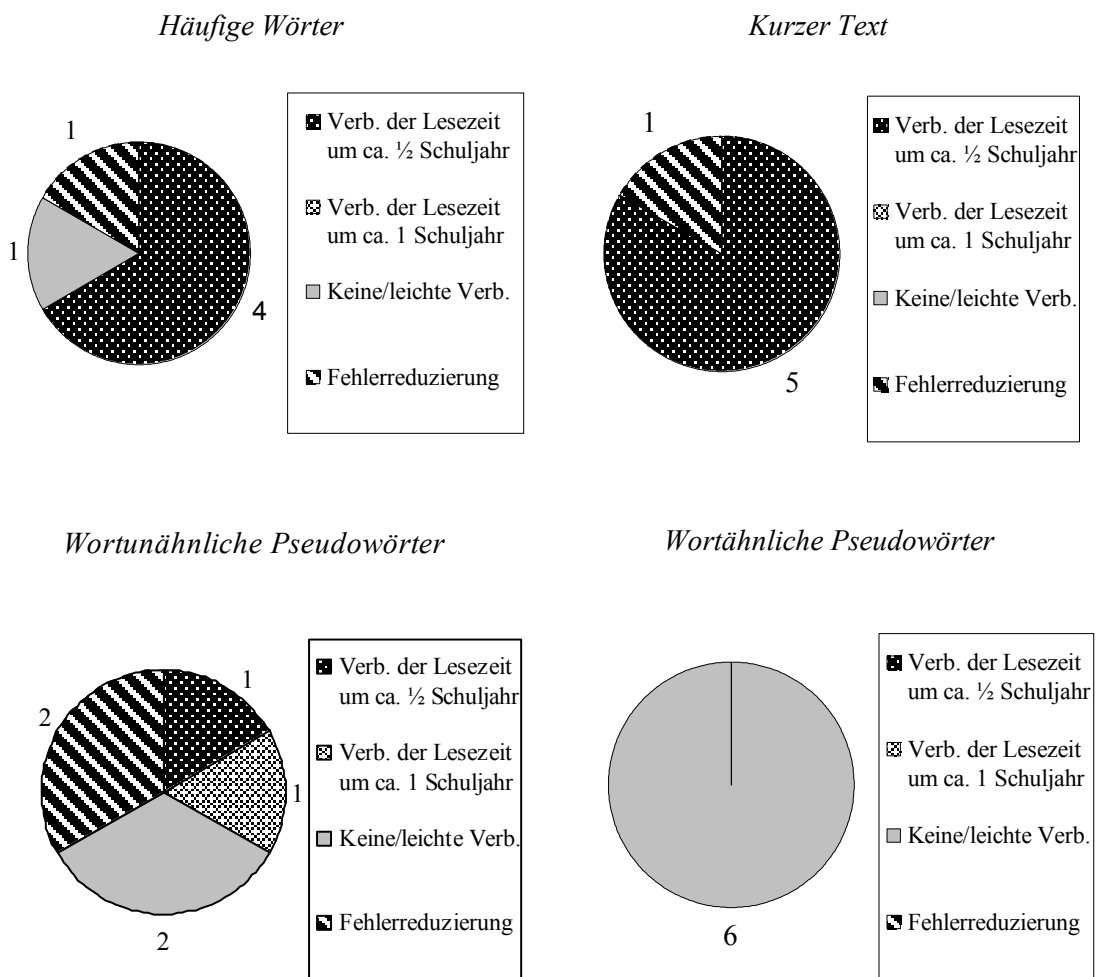 Häufige Wörter
1
1
4
Verb. der Lesezeit
um ca. ½ Schuljahr
Verb. der Lesezeit
um ca. 1 Schuljahr
Keine/leichte Verb.
Fehlerreduzierung
Kurzer Text
1
5
Verb. der Lesezeit
um ca. ½ Schuljahr
Verb. der Lesezeit
um ca. 1 Schuljahr
Keine/leichte Verb.
Fehlerreduzierung
Wortunähnliche Pseudowörter
1
2
1
2
Verb. der Lesezeit
um ca. ½ Schuljahr
Verb. der Lesezeit
um ca. 1 Schuljahr
Keine/leichte Verb.
Fehlerreduzierung
Wortähnliche Pseudowörter
6
Verb. der Lesezeit
um ca. ½ Schuljahr
Verb. der Lesezeit
um ca. 1 Schuljahr
Keine/leichte Verb.
Fehlerreduzierung